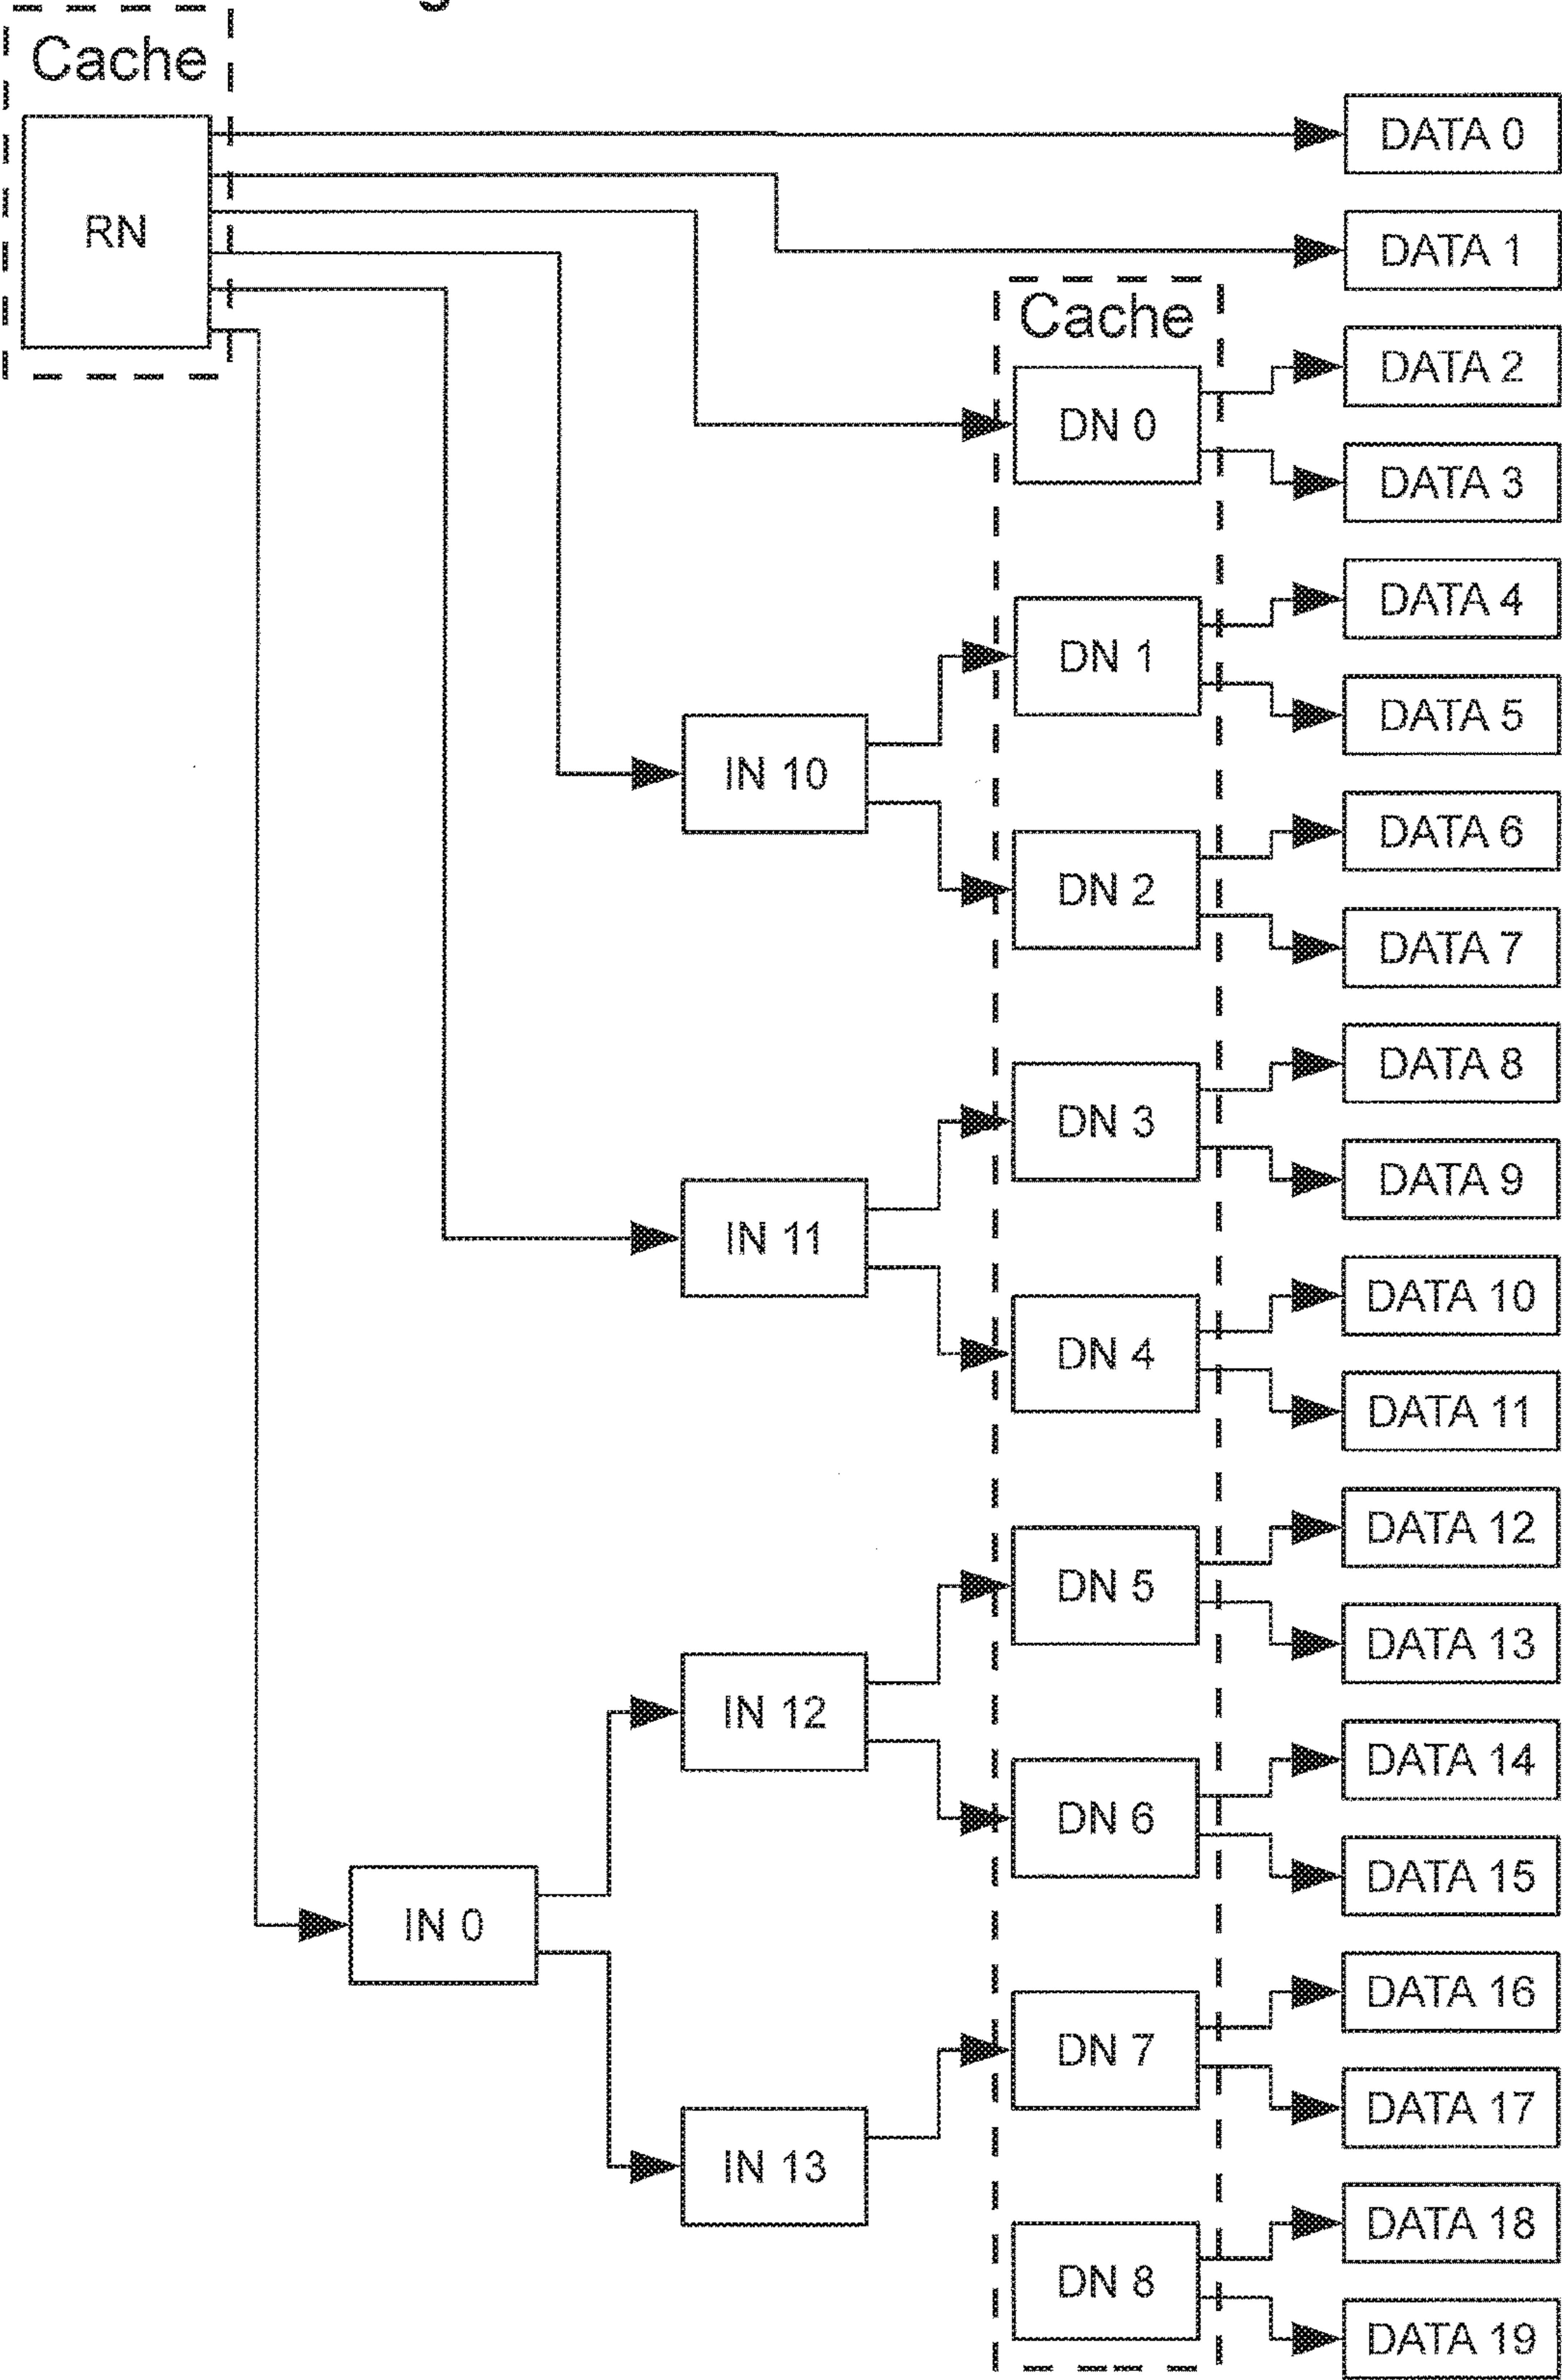 Cache
RN
DATA 0
DATA 1
Cache
DATA 2
DN 0
DATA 3
DATA 4
DN 1
DATA 5
IN 10
DATA 6
DN 2
DATA 7
DATA 8
DN 3
DATA 9
IN 11
DATA 10
DN 4
DATA 11
DATA 12
DN 5
DATA 13
IN 12
DATA 14
DN 6
DATA 15
IN 0
DATA 16
DN 7
DATA 17
IN 13
DATA 18
DN 8
DATA 19